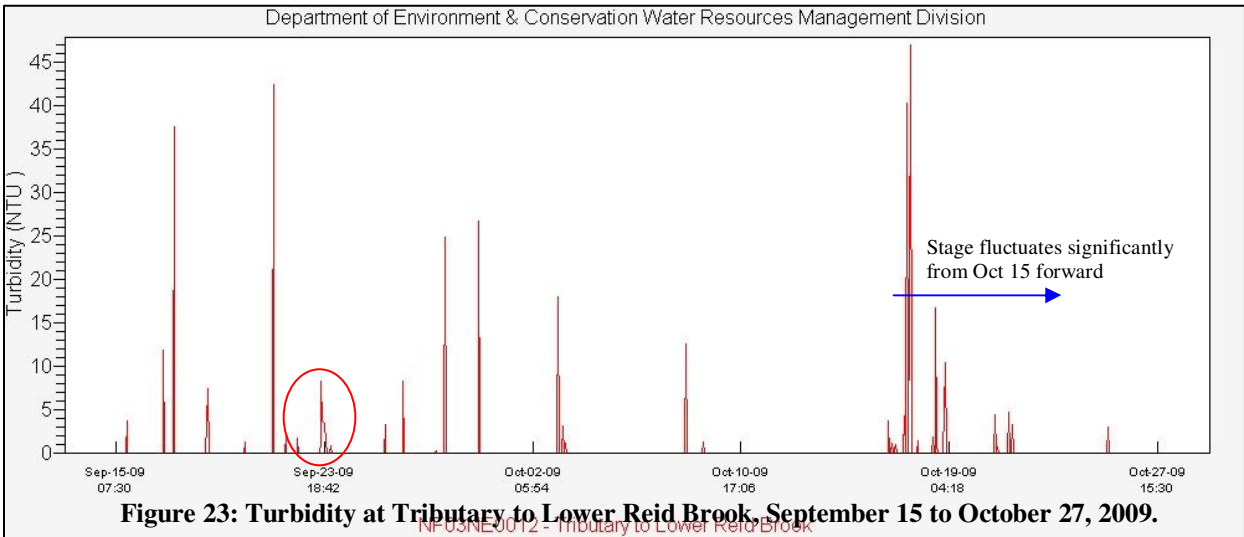 Department of Environment & Conservation Water Resources Management Division
Turbidity (NTU )
45
40
35
30
25
20
15
10
5
0
Stage fluctuates significantly
from Oct 15 forward
Sep-15-09 Sep-23-09 Oct-02-09 Oct-10-09 Oct-19-09 Oct-27-09
07:30 18:42 05:54 17:06 04:18 15:30
Figure 23: Turbidity at Tributary to Lower Reid Brook, September 15 to October 27, 2009.
NF03NE0012 - Tributary to Lower Reid Brook